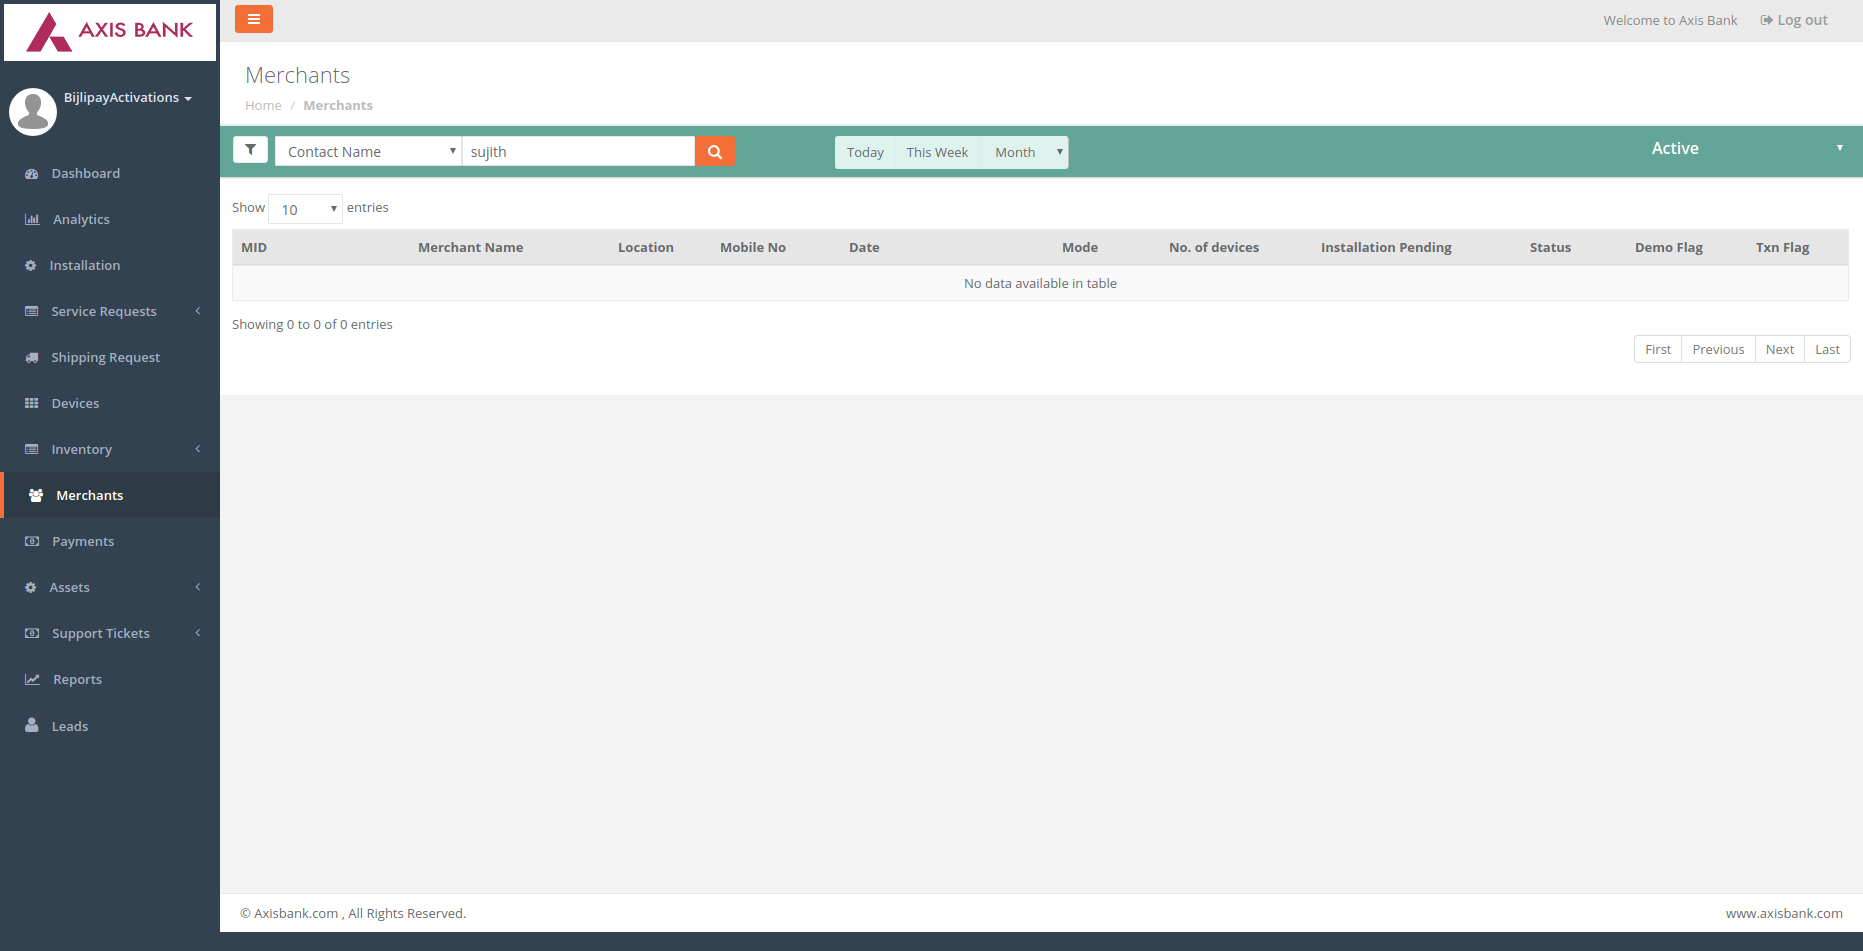 AXIS BANK
Welcome to Axis Bank Log out
BijlipayActivations
Dashboard
Analytics
Installation
Service Requests
Shipping Request
Devices
Inventory
Merchants
Payments
Assets
Support Tickets
Reports
Leads
Merchants
Home / Merchants
Contact Name sujith Today This Week Month Active
Show 10 entries
MID Merchant Name Location Mobile No Date Mode No. of devices Installation Pending Status Demo Flag Txn Flag
No data available in table
Showing 0 to 0 of 0 entries
First Previous Next Last
© Axisbank.com , All Rights Reserved. www.axisbank.com